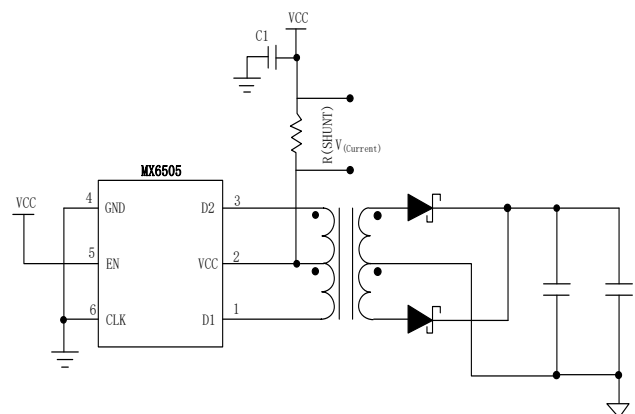 VCC
C1
R(SHUNT)
V(Current)
MX6505
VCC
4 GND D2 3
5 EN VCC 2
6 CLK D1 1